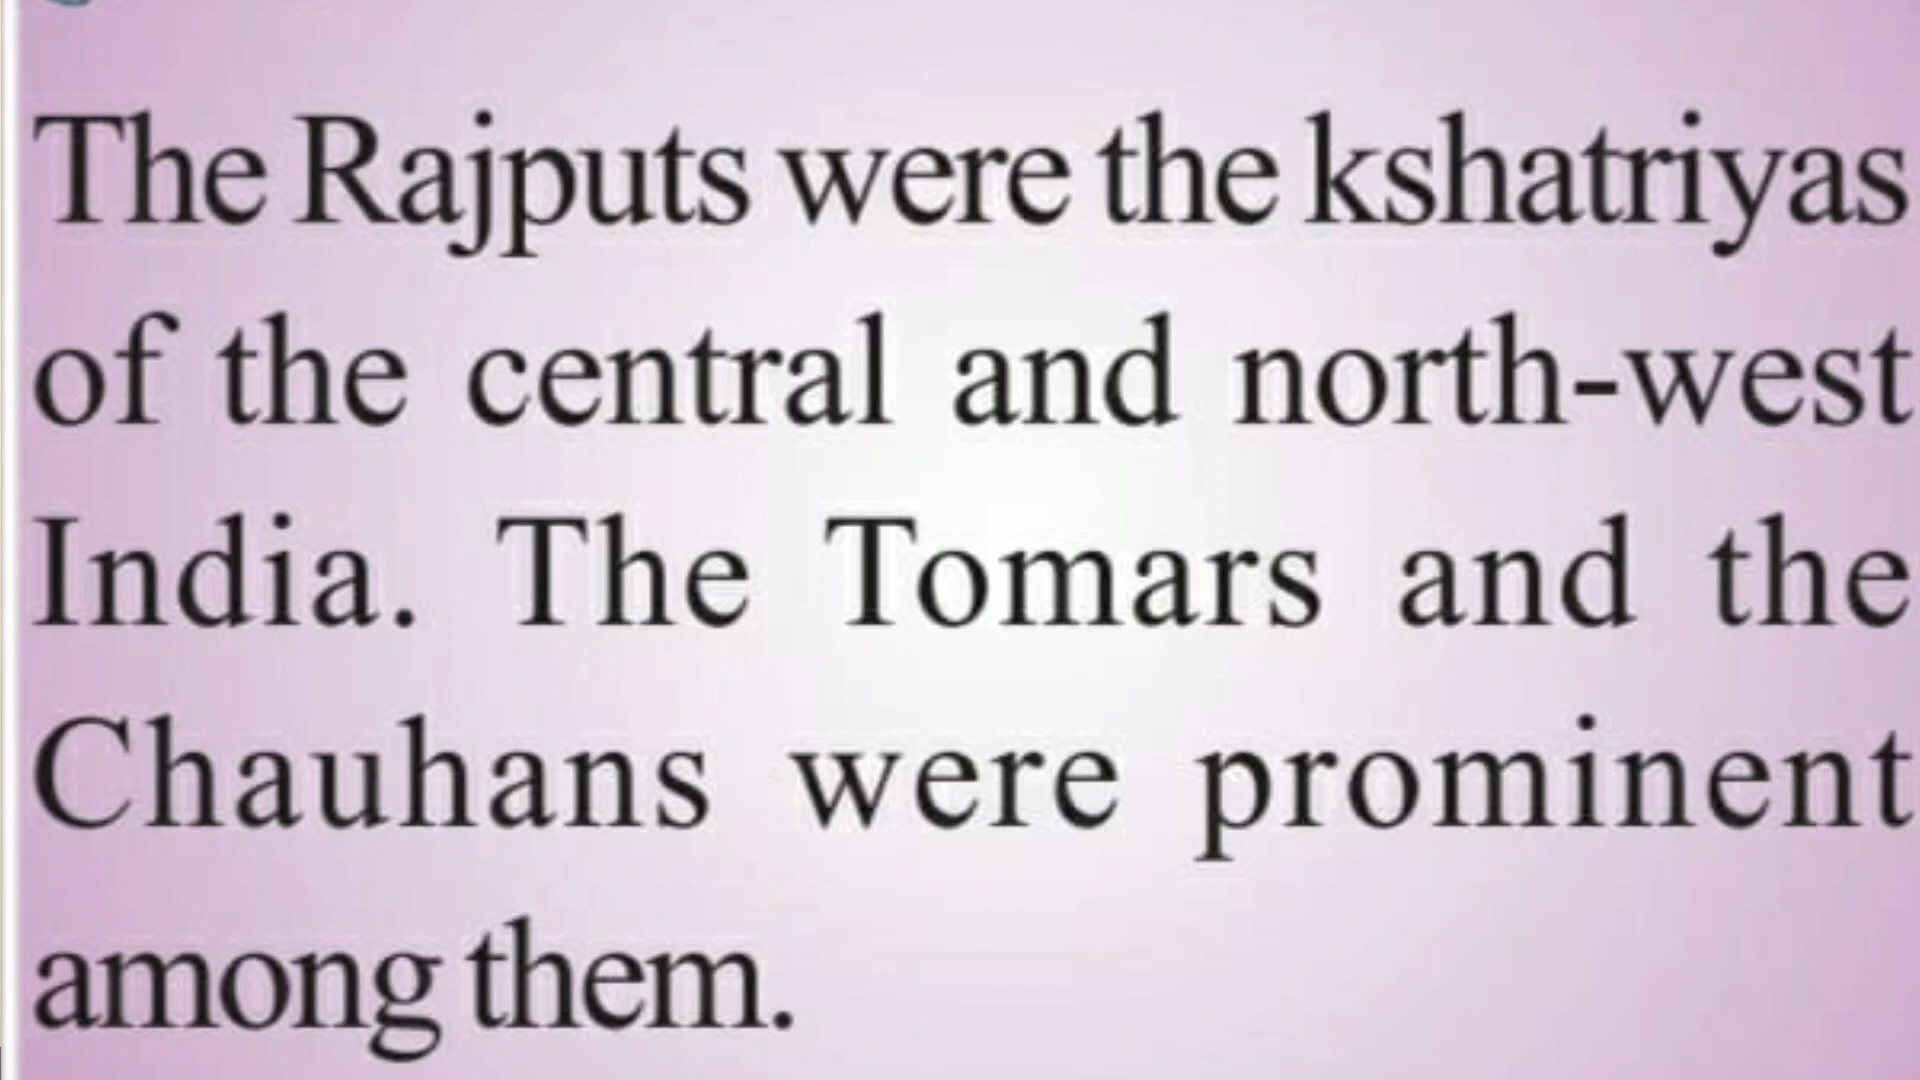 The Rajputs were the kshatriyas
of the central and north-west
India. The Tomars and the
Chauhans were prominent
among them.